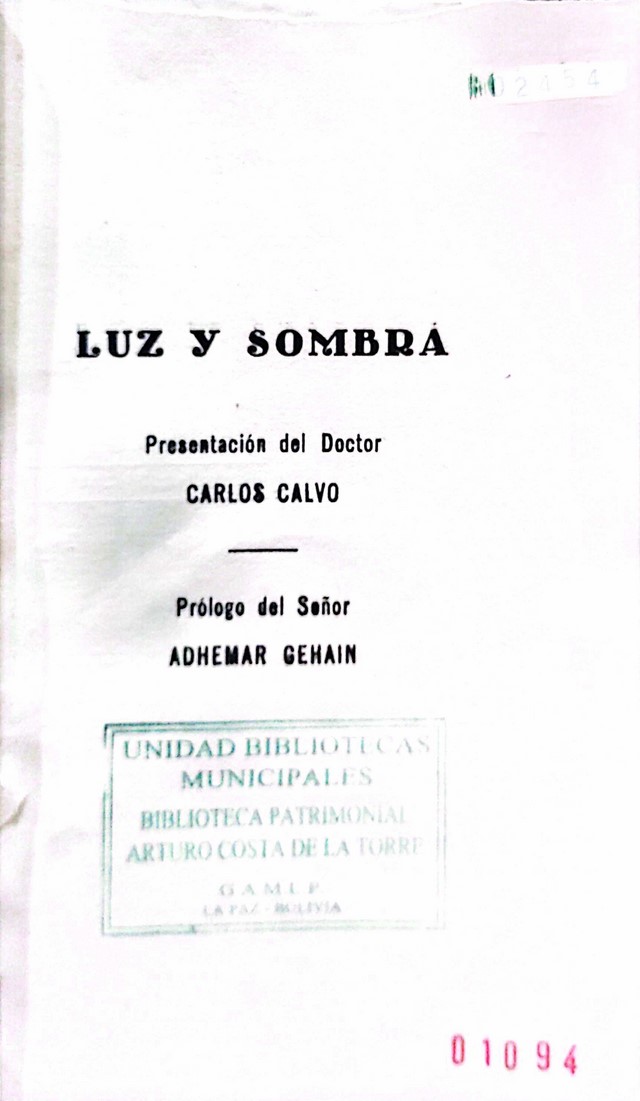 LUZ Y SOMBRA
Presentación del Doctor
CARLOS CALVO
Prólogo del Señor
ADHEMAR GEHAIN
UNIDAD BIBLIOTECAS
MUNICIPALES
BIBLIOTECA PATRIMONIAL
ARTURO COSTA DE LA TORRE
G A M L P
LA PAZ - BOLIVIA
01094